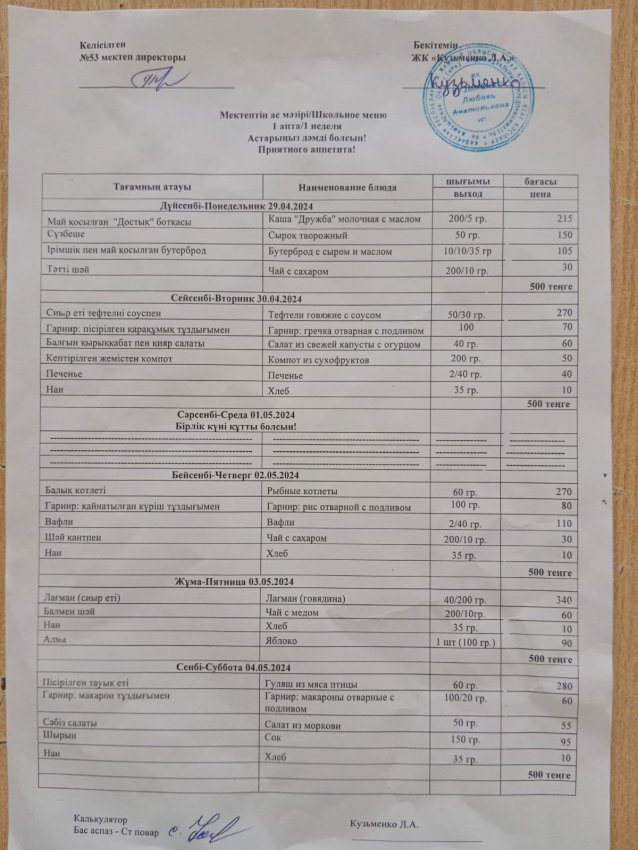 Келісілген Бекітемін
№53 мектеп директоры ЖК «Кузьменко Л.А.»
Кузьменко
Любовь
Анатольевна
ИП
Мектептің ас мәзірі/Школьное меню
1 апта/1 неделя
Астарыңыз дәмді болсын!
Приятного аппетита!
Тағамның атауы Наименование блюда шығымы бағасы
выход цена
Дүйсенбі-Понедельник 29.04.2024
Май қосылған "Достық" ботқасы Каша "Дружба" молочная с маслом 200/5 гр. 215
Сүзбеше Сырок творожный 50 гр. 150
Ірімшік пен май қосылған бутерброд Бутерброд с сыром и маслом 10/10/35 гр 105
Тәтті шәй Чай с сахаром 200/10 гр. 30
500 теңге
Сейсенбі-Вторник 30.04.2024
Сиыр еті тефтелиі соуспен Тефтели говяжие с соусом 50/30 гр. 270
Гарнир: пісірілген қарақұмық тұздығымен Гарнир: гречка отварная с подливом 100 70
Балғын қырыққабат пен қияр салаты Салат из свежей капусты с огурцом 40 гр. 60
Кептірілген жемістен компот Компот из сухофруктов 200 гр. 50
Печенье Печенье 2/40 гр. 40
Нан Хлеб 35 гр. 10
500 теңге
Сәрсенбі-Среда 01.05.2024
Бірлік күні құтты болсын!
Бейсенбі-Четверг 02.05.2024
Балық котлеті Рыбные котлеты 60 гр. 270
Гарнир: қайнатылған күріш тұздығымен Гарнир: рис отварной с подливом 100 гр. 80
Вафли Вафли 2/40 гр. 110
Шәй кантпен Чай с сахаром 200/10 гр. 30
Нан Хлеб 35 гр. 10
500 теңге
Жұма-Пятница 03.05.2024
Лагман (сиыр еті) Лагман (говядина) 40/200 гр. 340
Балмен шәй Чай с медом 200/10гр. 60
Нан Хлеб 35 гр. 10
Алма Яблоко 1 шт (100 гр.) 90
500 теңге
Сенбі-Суббота 04.05.2024
Пісірілген тауық еті Гуляш из мяса птицы 60 гр. 280
Гарнир: макарон тұздығымен Гарнир: макароны отварные с 100/20 гр. 60
подливом
Сәбіз салаты Салат из моркови 50 гр. 55
Шырын Сок 150 гр. 95
Нан Хлеб 35 гр. 10
500 теңге
Калькулятор Кузьменко Л.А.
Бас аспаз - Ст повар